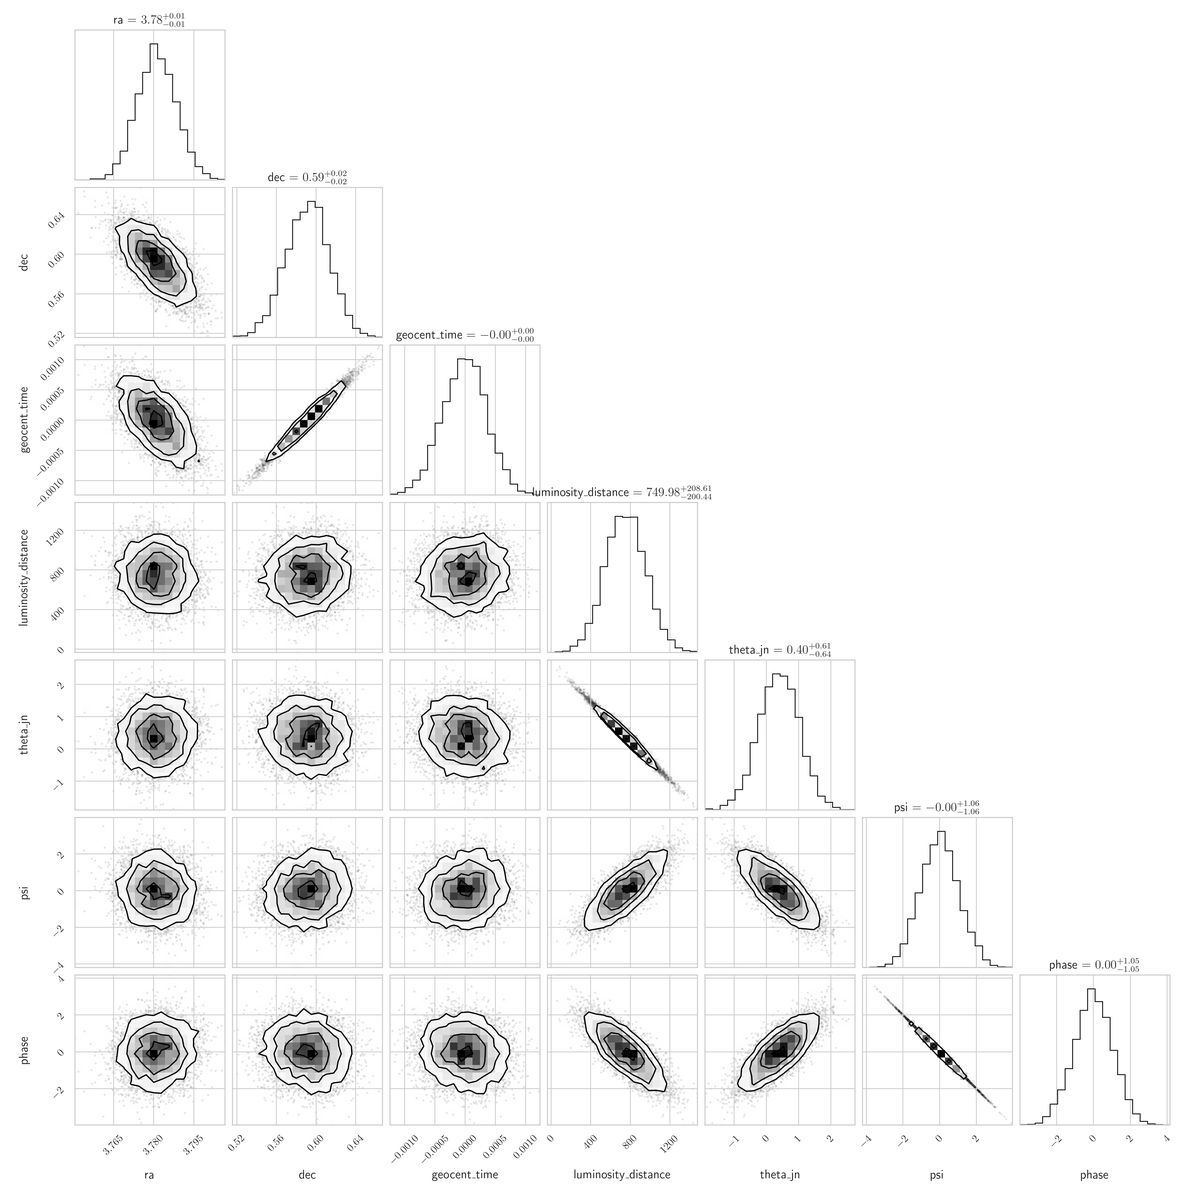 ra = 3.78+0.01 −0.01
dec = 0.59+0.02 −0.02
dec
0.64
0.60
0.56
0.52
geocent_time = −0.00+0.00 −0.00
geocent_time
0.0010
0.0005
0.0000
−0.0005
−0.0010
luminosity_distance = 749.98+208.61 −200.44
luminosity_distance
1200
800
400
0
theta_jn = 0.40+0.61 −0.64
theta_jn
2
1
0
−1
psi = −0.00+1.06 −1.06
psi
2
0
−2
−4
phase = 0.00+1.05 −1.05
phase
4
2
0
−2
3.765 3.780 3.795 0.52 0.56 0.60 0.64 −0.0010 −0.0005 0.0000 0.0005 0.0010 0 400 800 1200 −1 0 1 2 −4 −2 0 2 −2 0 2 4
ra dec geocent_time luminosity_distance theta_jn psi phase